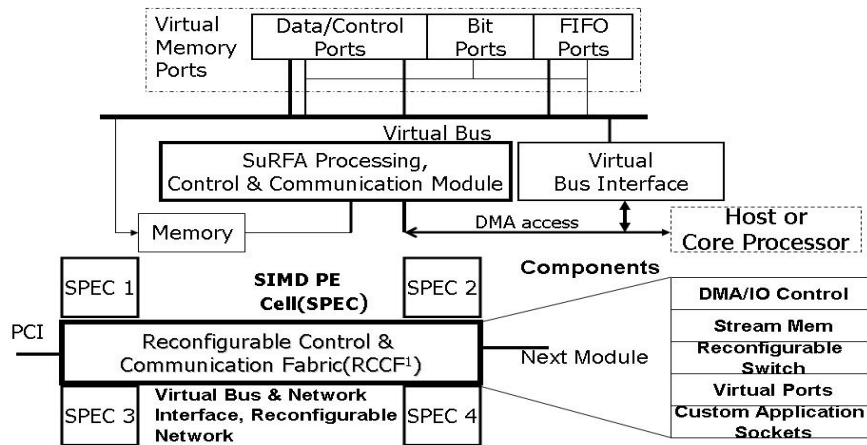 Virtual
Memory
Ports
Data/Control
Ports
Bit
Ports
FIFO
Ports
Virtual Bus
SuRFA Processing,
Control & Communication Module
Virtual
Bus Interface
Memory
DMA access
Host or
Core Processor
SPEC 1
SIMD PE
Cell(SPEC)
SPEC 2
Components
PCI
Reconfigurable Control &
Communication Fabric(RCCF¹)
Next Module
SPEC 3
Virtual Bus & Network
Interface, Reconfigurable
Network
SPEC 4
DMA/IO Control
Stream Mem
Reconfigurable
Switch
Virtual Ports
Custom Application
Sockets